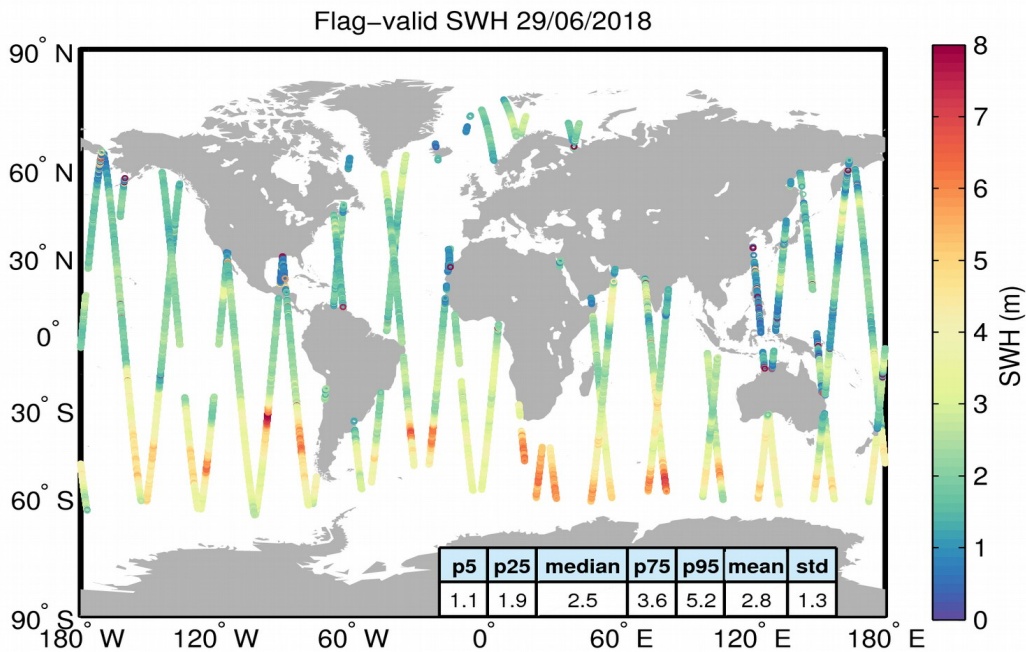 Flag−valid SWH 29/06/2018
90° N
60° N
30° N
0°
30° S
60° S
90° S
180° W
120° W
60° W
0°
60° E
120° E
180° E
8
7
6
5
4
3
2
1
0
SWH (m)
p5 p25 median p75 p95 mean std
1.1 1.9 2.5 3.6 5.2 2.8 1.3